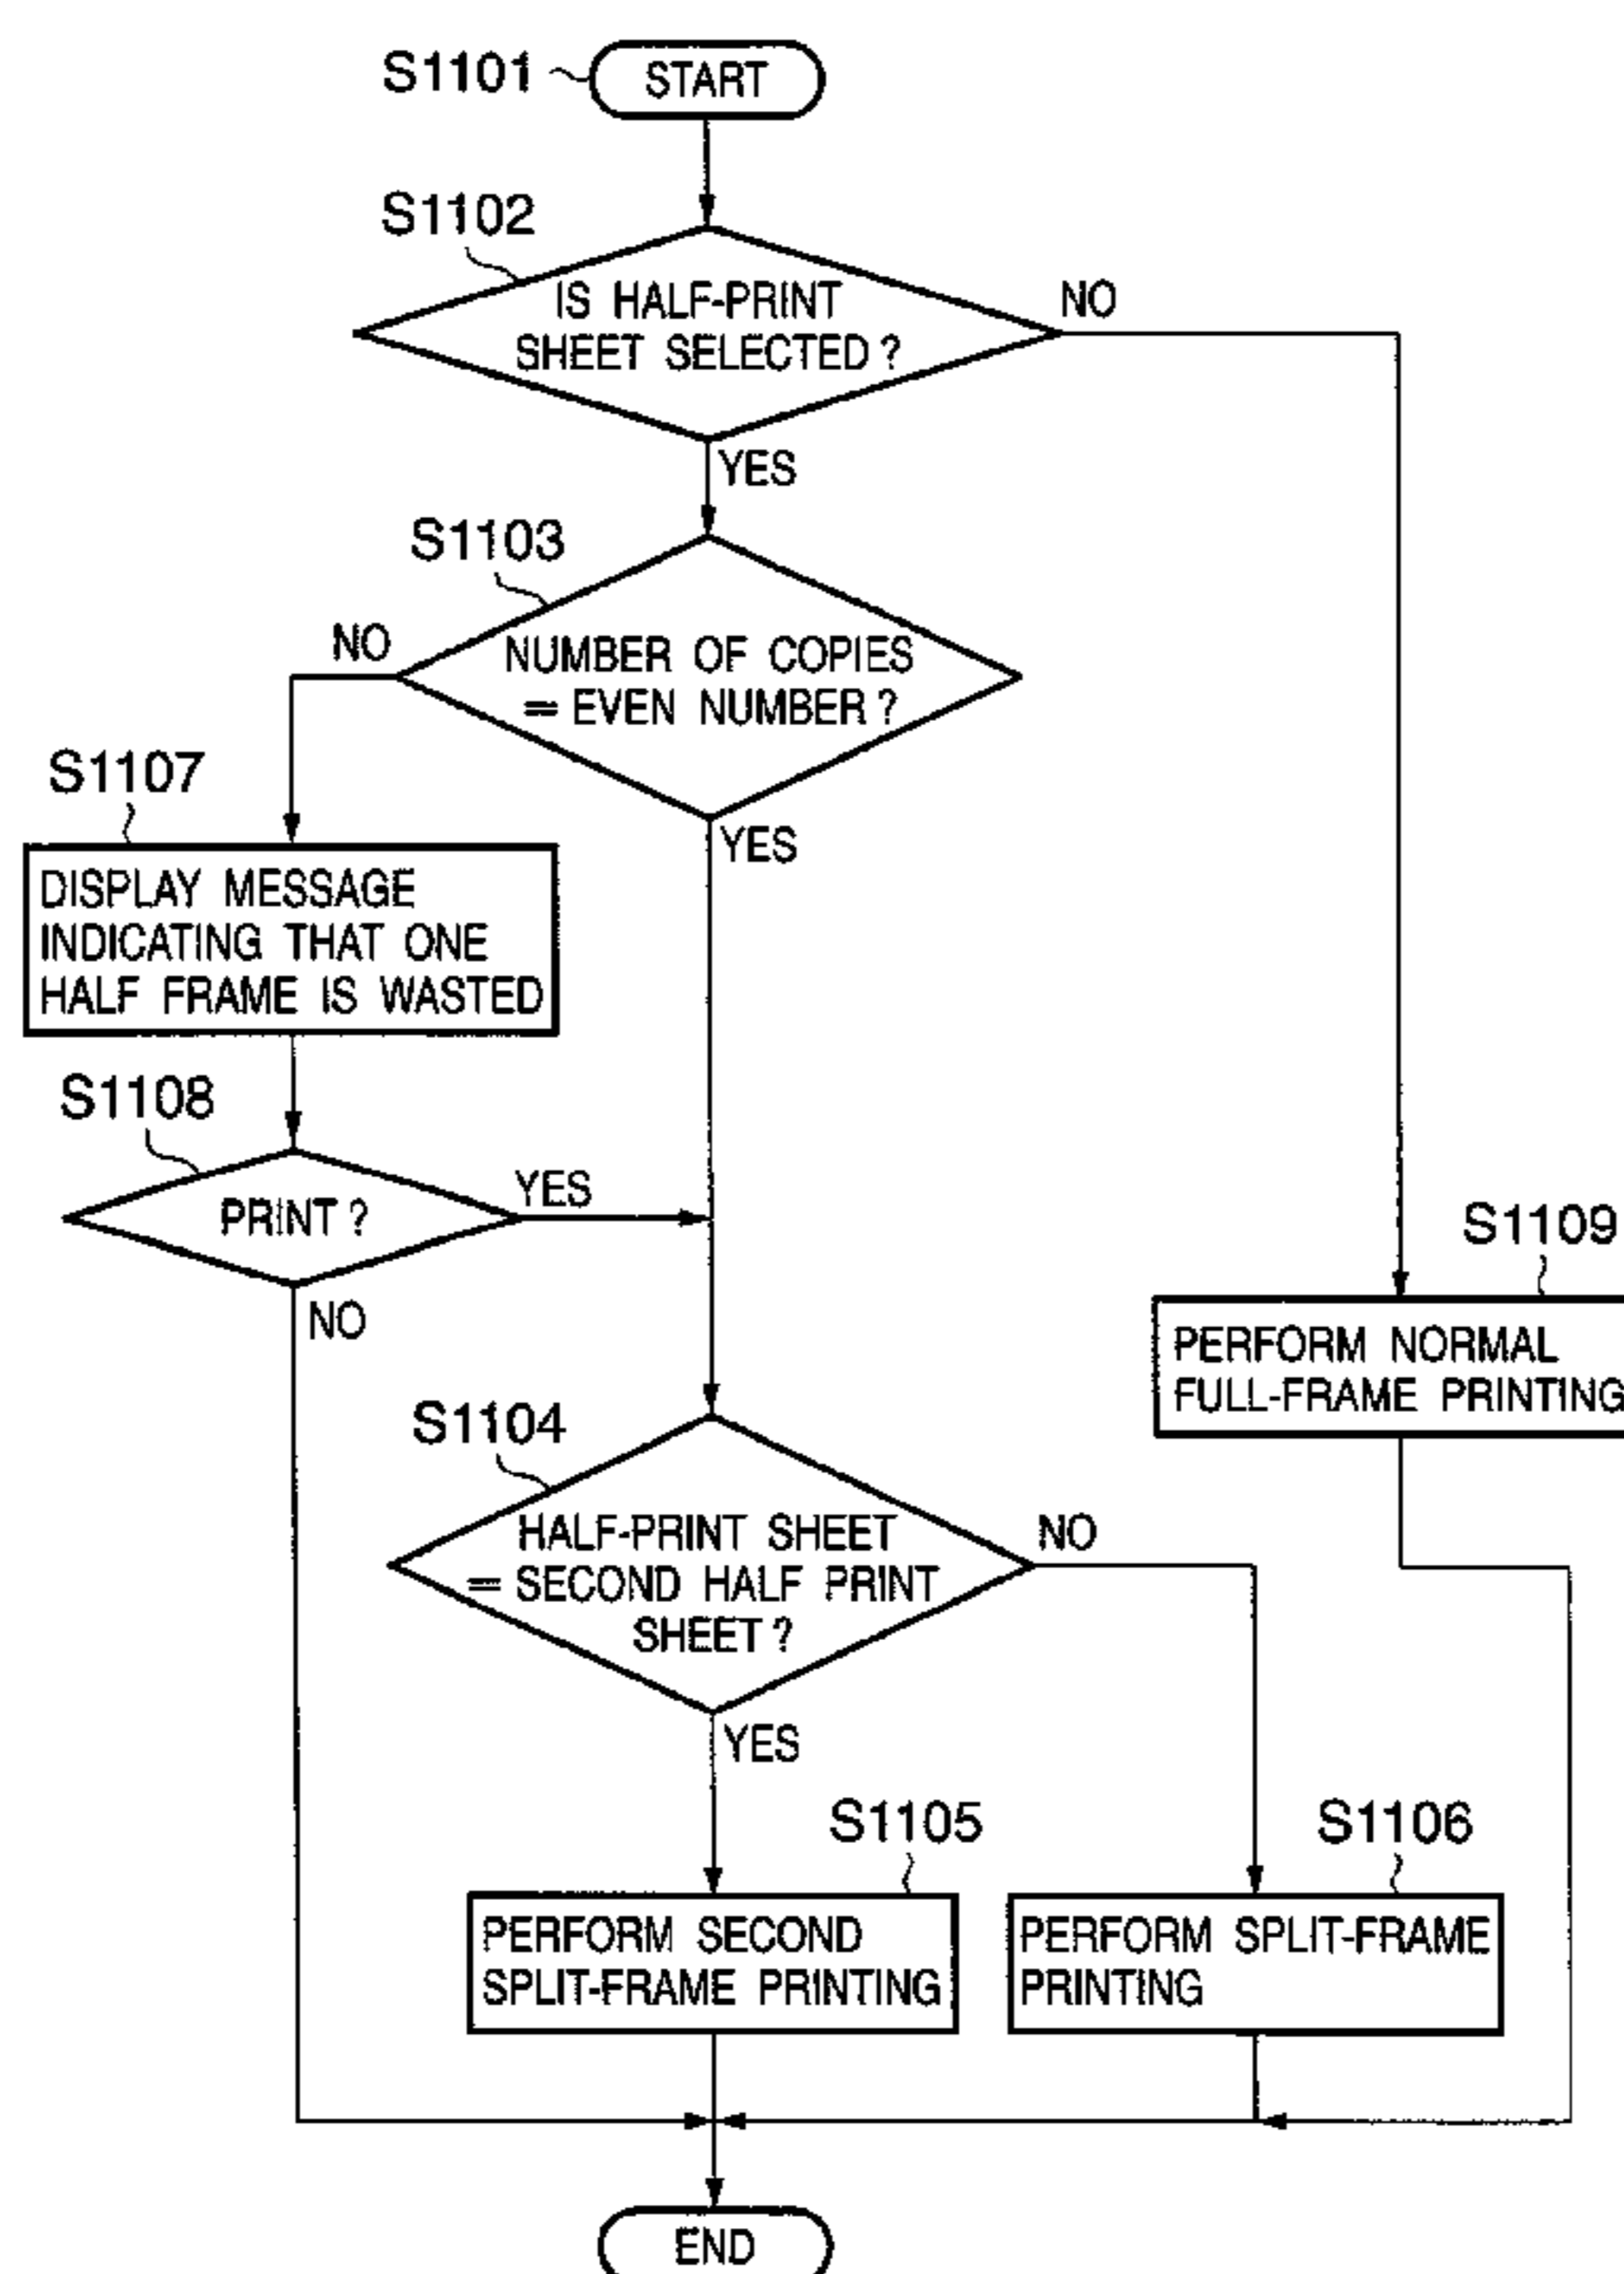 S1101
START
S1102
IS HALF-PRINT
SHEET SELECTED?
NO
YES
S1103
NUMBER OF COPIES
= EVEN NUMBER?
NO
YES
S1107
DISPLAY MESSAGE
INDICATING THAT ONE
HALF FRAME IS WASTED
S1108
PRINT?
YES
NO
S1109
PERFORM NORMAL
FULL-FRAME PRINTING
S1104
HALF-PRINT SHEET
= SECOND HALF PRINT
SHEET?
NO
YES
S1105
PERFORM SECOND
SPLIT-FRAME PRINTING
S1106
PERFORM SPLIT-FRAME
PRINTING
END